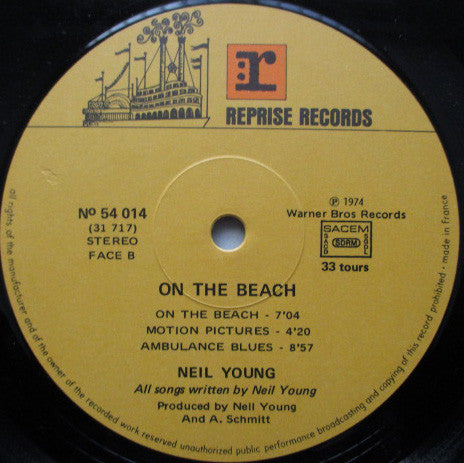 r
REPRISE RECORDS
Nº 54 014
(31 717)
STEREO
FACE B
℗ 1974
Warner Bros Records
SACEM
SACD SDRM SGDL
33 tours
ON THE BEACH
ON THE BEACH - 7'04
MOTION PICTURES - 4'20
AMBULANCE BLUES - 8'57
NEIL YOUNG
All songs written by Neil Young
Produced by Neil Young
And A. Schmitt
all rights of the manufacturer and of the owner of the recorded work reserved unauthorized public performance broadcasting and copying of this record prohibited - made in france